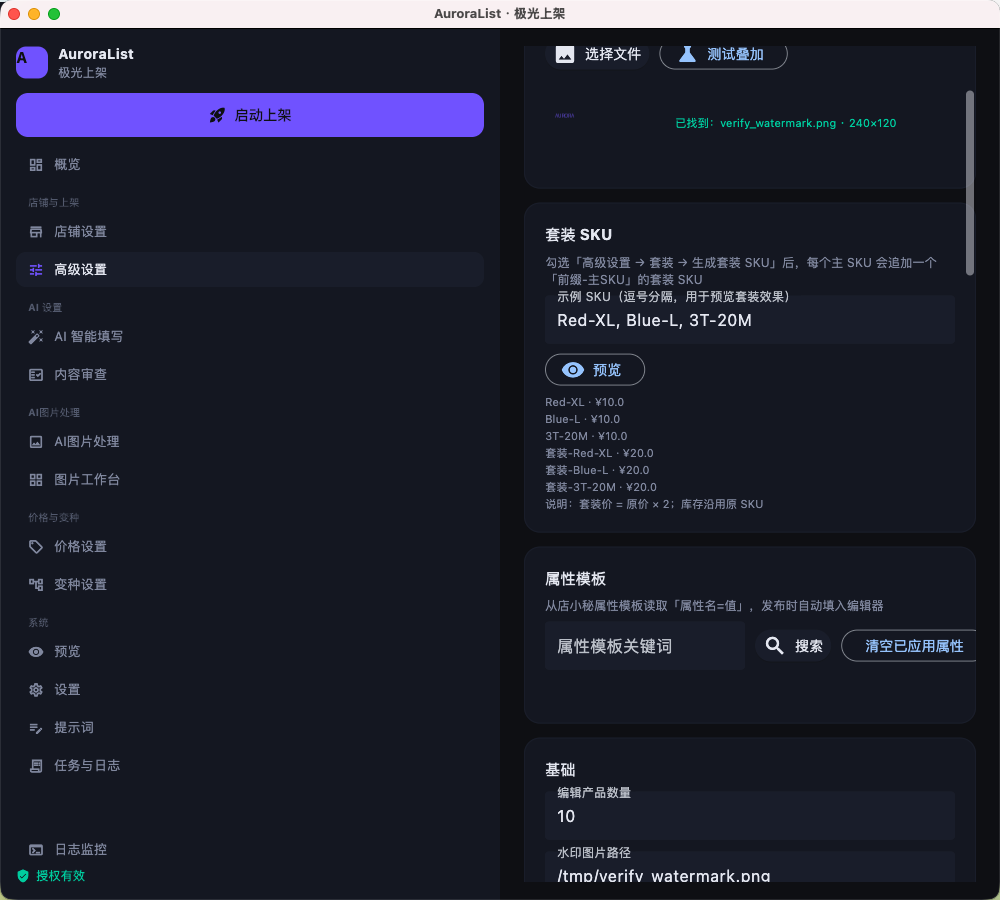 AuroraList · 极光上架
A
AuroraList
极光上架
启动上架
概览
店铺与上架
店铺设置
高级设置
AI 设置
AI 智能填写
内容审查
AI图片处理
AI图片处理
图片工作台
价格与变种
价格设置
变种设置
系统
预览
设置
提示词
任务与日志
日志监控
授权有效
选择文件
测试叠加
已找到：verify_watermark.png · 240×120
套装 SKU
勾选「高级设置 → 套装 → 生成套装 SKU」后，每个主 SKU 会追加一个
「前缀-主SKU」的套装 SKU
示例 SKU（逗号分隔，用于预览套装效果）
Red-XL, Blue-L, 3T-20M
预览
Red-XL · ¥10.0
Blue-L · ¥10.0
3T-20M · ¥10.0
套装-Red-XL · ¥20.0
套装-Blue-L · ¥20.0
套装-3T-20M · ¥20.0
说明：套装价 = 原价 × 2；库存沿用原 SKU
属性模板
从店小秘属性模板读取「属性名=值」，发布时自动填入编辑器
属性模板关键词
搜索
清空已应用属性
基础
编辑产品数量
10
水印图片路径
/tmp/verify_watermark.png